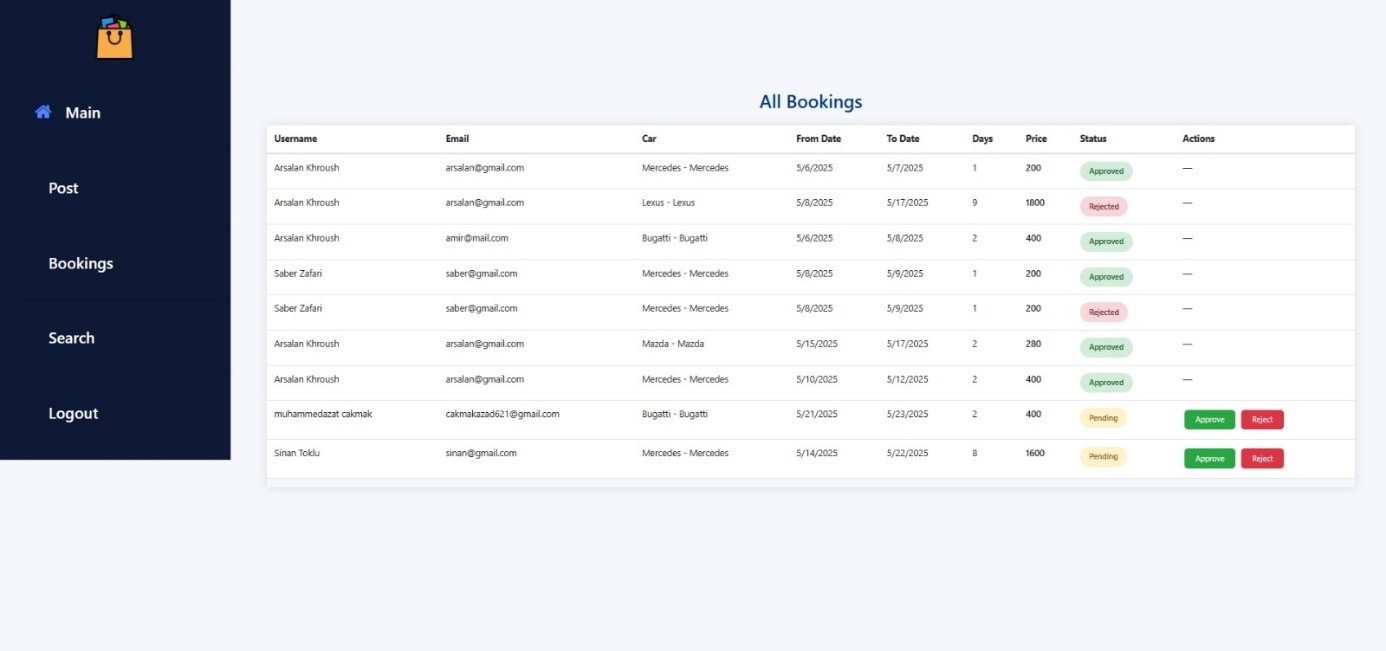 Main
Post
Bookings
Search
Logout
All Bookings
Username Email Car From Date To Date Days Price Status Actions
Arsalan Khroush arsalan@gmail.com Mercedes - Mercedes 5/6/2025 5/7/2025 1 200 Approved —
Arsalan Khroush arsalan@gmail.com Lexus - Lexus 5/8/2025 5/17/2025 9 1800 Rejected —
Arsalan Khroush amir@mail.com Bugatti - Bugatti 5/6/2025 5/8/2025 2 400 Approved —
Saber Zafari saber@gmail.com Mercedes - Mercedes 5/8/2025 5/9/2025 1 200 Approved —
Saber Zafari saber@gmail.com Mercedes - Mercedes 5/8/2025 5/9/2025 1 200 Rejected —
Arsalan Khroush arsalan@gmail.com Mazda - Mazda 5/15/2025 5/17/2025 2 280 Approved —
Arsalan Khroush arsalan@gmail.com Mercedes - Mercedes 5/10/2025 5/12/2025 2 400 Approved —
muhammedazat cakmak cakmakazad621@gmail.com Bugatti - Bugatti 5/21/2025 5/23/2025 2 400 Pending Approve Reject
Sinan Toklu sinan@gmail.com Mercedes - Mercedes 5/14/2025 5/22/2025 8 1600 Pending Approve Reject